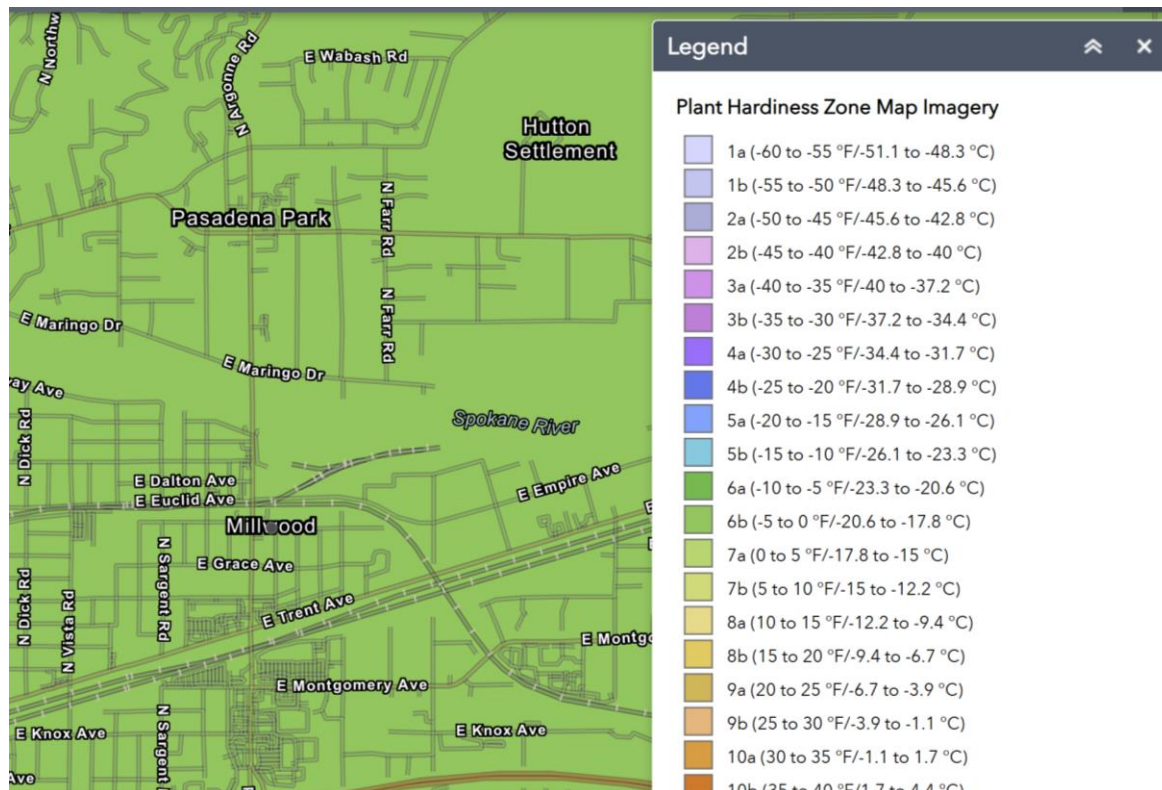 N Northw
N Argonne Rd
E Wabash Rd
Hutton
Settlement
Pasadena Park
N Farr Rd
N Farr Rd
E Maringo Dr
E Maringo Dr
ay Ave
Spokane River
N Dick Rd
E Dalton Ave
E Euclid Ave
E Empire Ave
Millwood
N Sargent Rd
E Grace Ave
N Dick Rd
N Vista Rd
E Trent Ave
E Montgo
E Montgomery Ave
E Knox Ave
N Sargent
E Knox Ave
Ave
Legend
Plant Hardiness Zone Map Imagery
1a (-60 to -55 °F/-51.1 to -48.3 °C)
1b (-55 to -50 °F/-48.3 to -45.6 °C)
2a (-50 to -45 °F/-45.6 to -42.8 °C)
2b (-45 to -40 °F/-42.8 to -40 °C)
3a (-40 to -35 °F/-40 to -37.2 °C)
3b (-35 to -30 °F/-37.2 to -34.4 °C)
4a (-30 to -25 °F/-34.4 to -31.7 °C)
4b (-25 to -20 °F/-31.7 to -28.9 °C)
5a (-20 to -15 °F/-28.9 to -26.1 °C)
5b (-15 to -10 °F/-26.1 to -23.3 °C)
6a (-10 to -5 °F/-23.3 to -20.6 °C)
6b (-5 to 0 °F/-20.6 to -17.8 °C)
7a (0 to 5 °F/-17.8 to -15 °C)
7b (5 to 10 °F/-15 to -12.2 °C)
8a (10 to 15 °F/-12.2 to -9.4 °C)
8b (15 to 20 °F/-9.4 to -6.7 °C)
9a (20 to 25 °F/-6.7 to -3.9 °C)
9b (25 to 30 °F/-3.9 to -1.1 °C)
10a (30 to 35 °F/-1.1 to 1.7 °C)
10b (35 to 40 °F/1.7 to 4.4 °C)